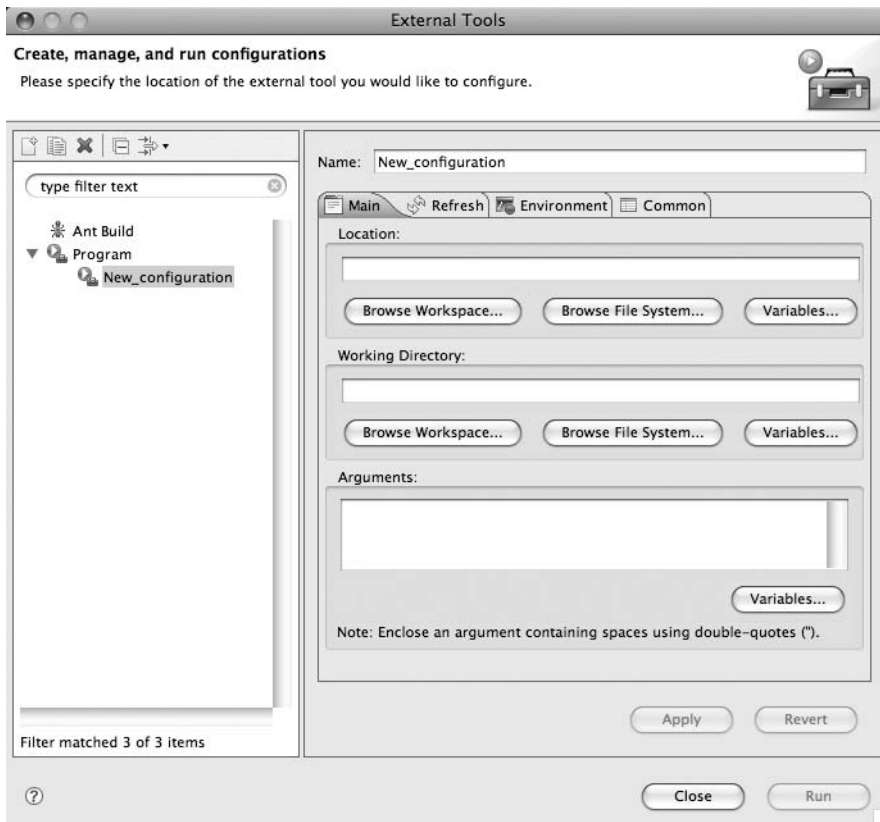 External Tools
Create, manage, and run configurations
Please specify the location of the external tool you would like to configure.
type filter text
Ant Build
Program
New_configuration
Filter matched 3 of 3 items
Name: New_configuration
Main Refresh Environment Common
Location:
Browse Workspace... Browse File System... Variables...
Working Directory:
Browse Workspace... Browse File System... Variables...
Arguments:
Variables...
Note: Enclose an argument containing spaces using double-quotes (").
Apply Revert
? Close Run